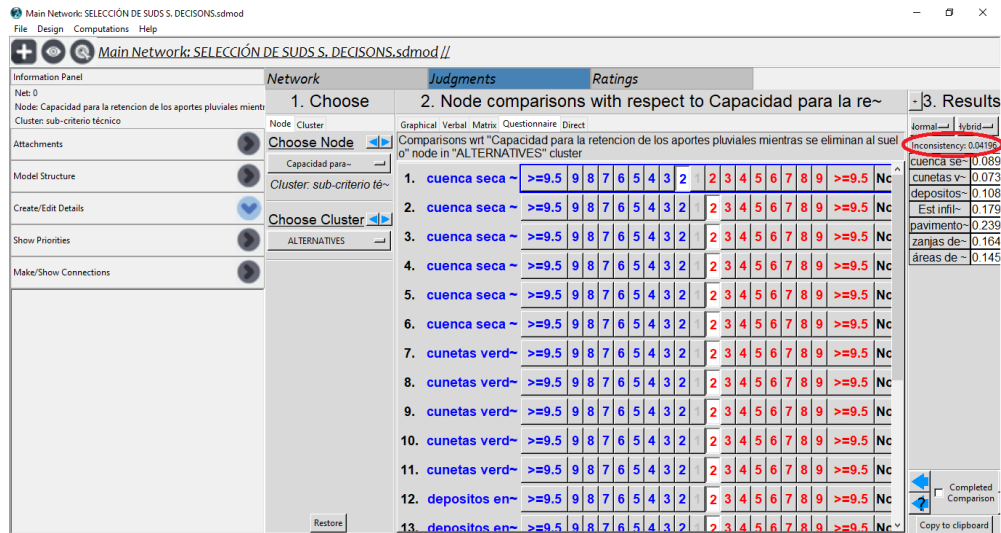 Main Network: SELECCIÓN DE SUDS S. DECISONS.sdmod
File Design Computations Help
Main Network: SELECCIÓN DE SUDS S. DECISONS.sdmod //
Information Panel
Net: 0
Node: Capacidad para la retencion de los aportes pluviales mientr
Cluster: sub-criterio técnico
Attachments
Model Structure
Create/Edit Details
Show Priorities
Make/Show Connections
Network Judgments Ratings
1. Choose
Node Cluster
Choose Node
Capacidad para~
Cluster: sub-criterio té~
Choose Cluster
ALTERNATIVES
Restore
2. Node comparisons with respect to Capacidad para la re~
Graphical Verbal Matrix Questionnaire Direct
Comparisons wrt "Capacidad para la retencion de los aportes pluviales mientras se eliminan al suel
o" node in "ALTERNATIVES" cluster
1. cuenca seca ~ >=9.5 9 8 7 6 5 4 3 2 1 2 3 4 5 6 7 8 9 >=9.5 No
2. cuenca seca ~ >=9.5 9 8 7 6 5 4 3 2 1 2 3 4 5 6 7 8 9 >=9.5 Nc
3. cuenca seca ~ >=9.5 9 8 7 6 5 4 3 2 1 2 3 4 5 6 7 8 9 >=9.5 Nc
4. cuenca seca ~ >=9.5 9 8 7 6 5 4 3 2 1 2 3 4 5 6 7 8 9 >=9.5 Nc
5. cuenca seca ~ >=9.5 9 8 7 6 5 4 3 2 1 2 3 4 5 6 7 8 9 >=9.5 Nc
6. cuenca seca ~ >=9.5 9 8 7 6 5 4 3 2 1 2 3 4 5 6 7 8 9 >=9.5 Nc
7. cunetas verd~ >=9.5 9 8 7 6 5 4 3 2 1 2 3 4 5 6 7 8 9 >=9.5 Nc
8. cunetas verd~ >=9.5 9 8 7 6 5 4 3 2 1 2 3 4 5 6 7 8 9 >=9.5 Nc
9. cunetas verd~ >=9.5 9 8 7 6 5 4 3 2 1 2 3 4 5 6 7 8 9 >=9.5 Nc
10. cunetas verd~ >=9.5 9 8 7 6 5 4 3 2 1 2 3 4 5 6 7 8 9 >=9.5 Nc
11. cunetas verd~ >=9.5 9 8 7 6 5 4 3 2 1 2 3 4 5 6 7 8 9 >=9.5 Nc
12. depositos en~ >=9.5 9 8 7 6 5 4 3 2 1 2 3 4 5 6 7 8 9 >=9.5 Nc
13. depositos en~ >=9.5 9 8 7 6 5 4 3 2 1 2 3 4 5 6 7 8 9 >=9.5 Nc
+ 3. Results
Inconsistency: 0.04196
cuenca se~ 0.089
cunetas v~ 0.073
depositos~ 0.108
Est infil~ 0.179
pavimento~ 0.239
zanjas de~ 0.164
áreas de ~ 0.145
Completed
Comparison
Copy to clipboard